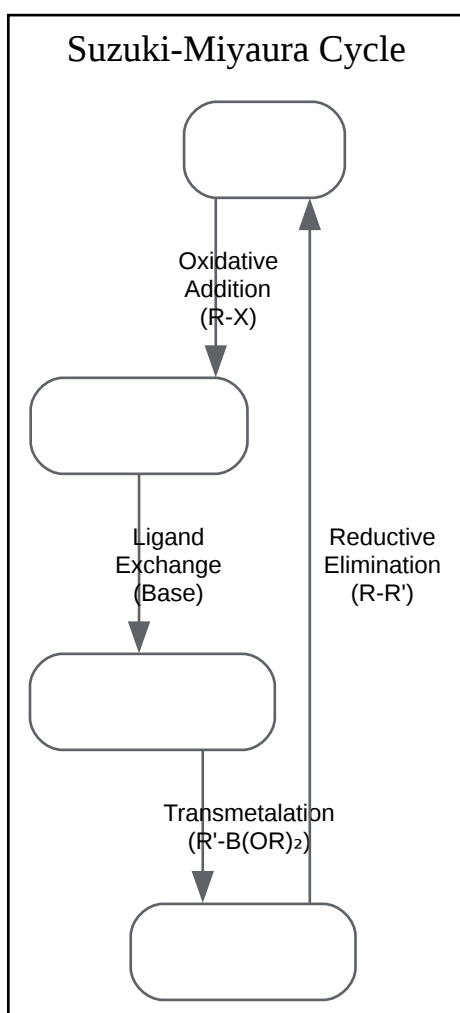 Suzuki-Miyaura Cycle
Oxidative
Addition
(R-X)
Ligand
Exchange
(Base)
Reductive
Elimination
(R-R')
Transmetalation
(R'-B(OR)₂)